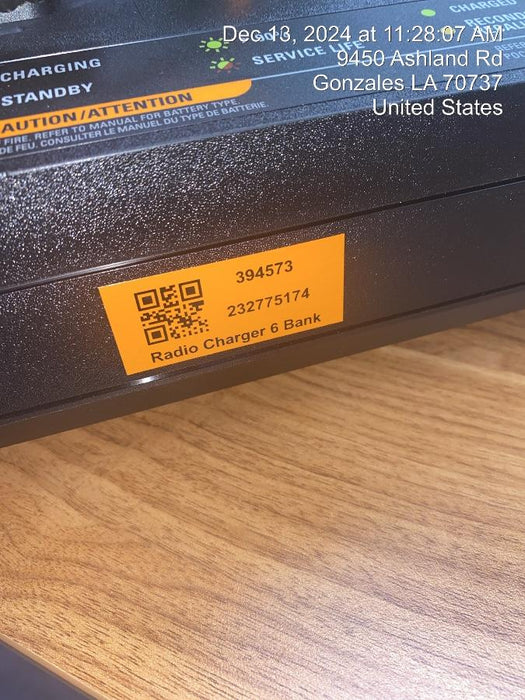 Dec 13, 2024 at 11:28:07 AM
9450 Ashland Rd
Gonzales LA 70737
United States
CHARGING
STANDBY
SERVICE LIFE
CHARGED
CAUTION/ATTENTION
FIRE. REFER TO MANUAL FOR BATTERY TYPE.
DE FEU. CONSULTER LE MANUEL DU TYPE DE BATTERIE.
394573
232775174
Radio Charger 6 Bank